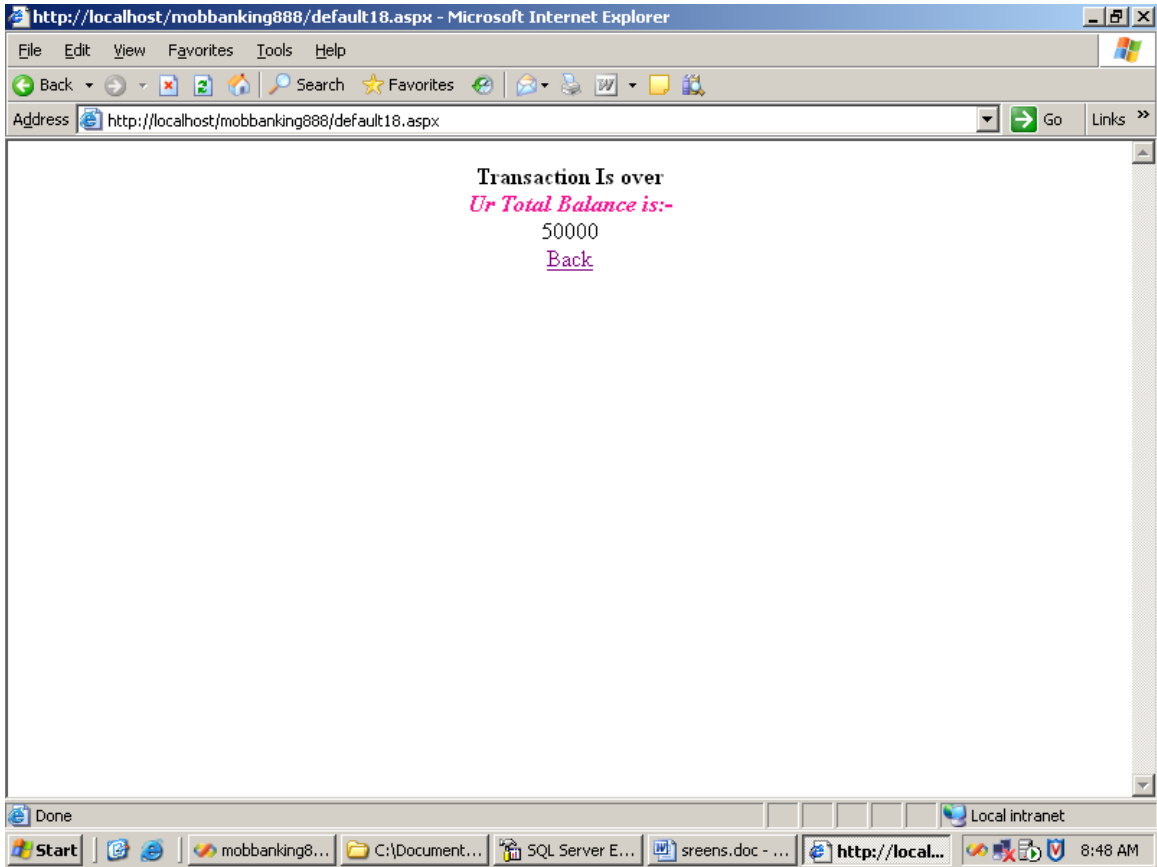 http://localhost/mobbanking888/default18.aspx - Microsoft Internet Explorer
File Edit View Favorites Tools Help
Back Search Favorites
Address http://localhost/mobbanking888/default18.aspx Go Links »
Transaction Is over
Ur Total Balance is:-
50000
Back
Done Local intranet
Start mobbanking8... C:\Document... SQL Server E... sreens.doc - ... http://local... 8:48 AM